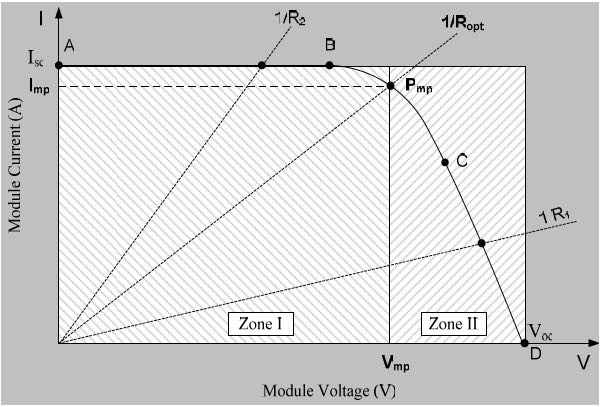 I
A
B
1/R2
1/Ropt
Isc
Imp
Pmp
C
1 R1
Module Current (A)
Zone I
Zone II
Voc
D
Vmp
V
Module Voltage (V)